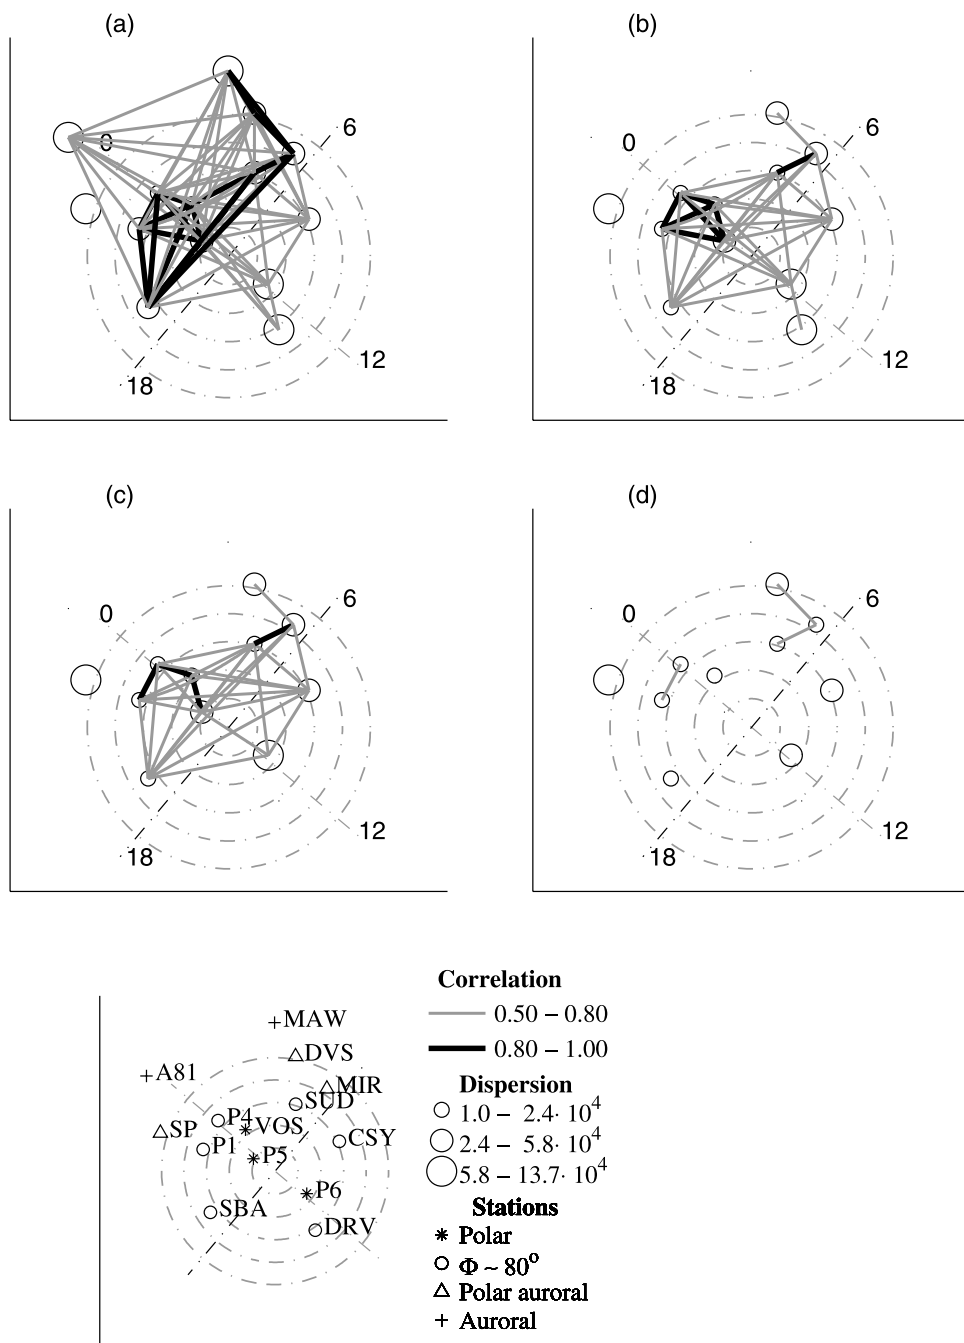 (a)
(b)
0
6
0
6
18
12
18
12
(c)
(d)
0
6
0
6
18
12
18
12
MAW
DVS
A81
MIR
SUD
P4
VOS
SP
P1
CSY
P5
P6
SBA
DRV
Correlation
0.50 – 0.80
0.80 – 1.00
Dispersion
1.0 – 2.4· 10⁴
2.4 – 5.8· 10⁴
5.8 – 13.7· 10⁴
Stations
Polar
Φ ~ 80°
Polar auroral
Auroral